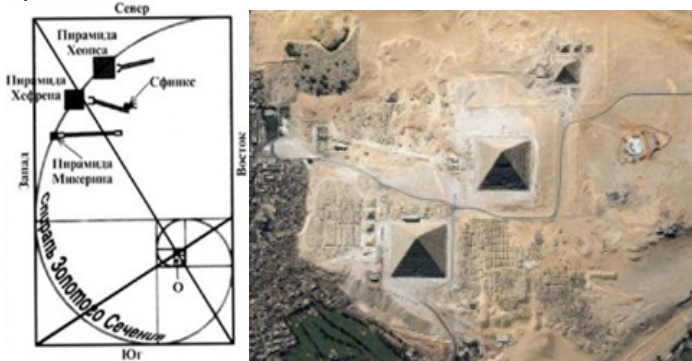 Север
Пирамида
Хеопса
Пирамида
Хефрена
Сфинкс
Запад
Восток
Пирамида
Микерина
Спираль Золотого Сечения
О
Юг